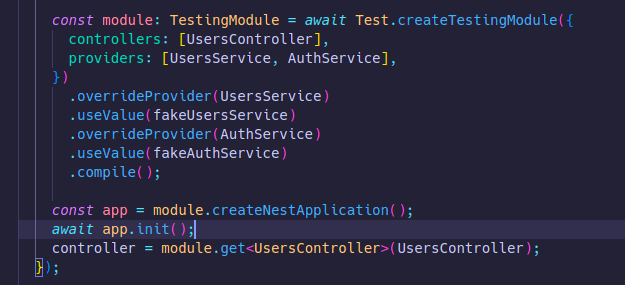 const module: TestingModule = await Test.createTestingModule({
controllers: [UsersController],
providers: [UsersService, AuthService],
})
.overrideProvider(UsersService)
.useValue(fakeUsersService)
.overrideProvider(AuthService)
.useValue(fakeAuthService)
.compile();
const app = module.createNestApplication();
await app.init();
controller = module.get<UsersController>(UsersController);
});